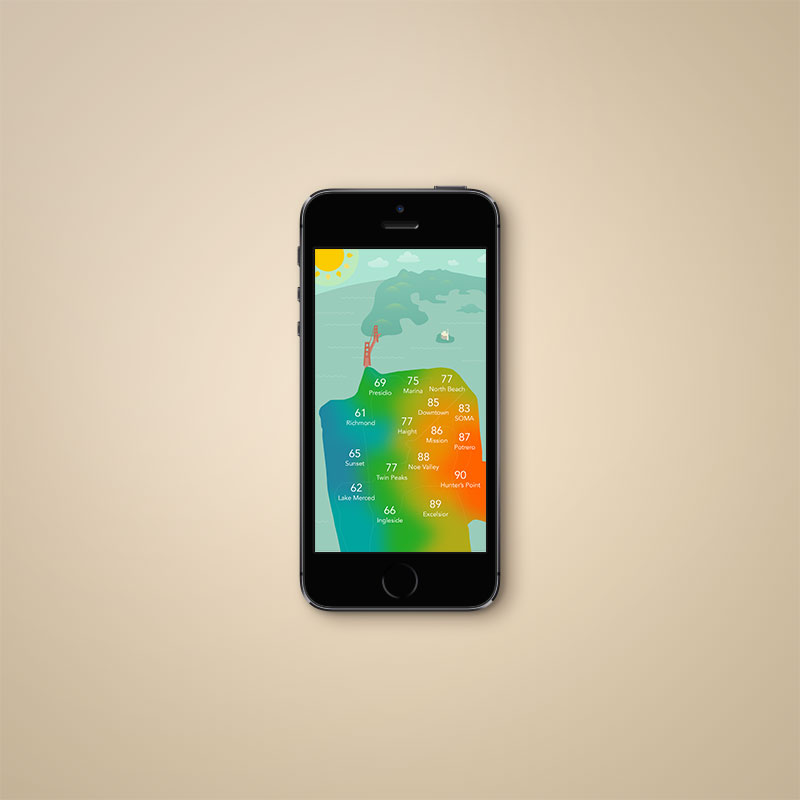 69
Presidio
75
Marina
77
North Beach
85
Downtown
83
SOMA
61
Richmond
77
Haight
86
Mission
87
Potrero
65
Sunset
88
Noe Valley
77
Twin Peaks
90
Hunter's Point
62
Lake Merced
89
Excelsior
66
Ingleside